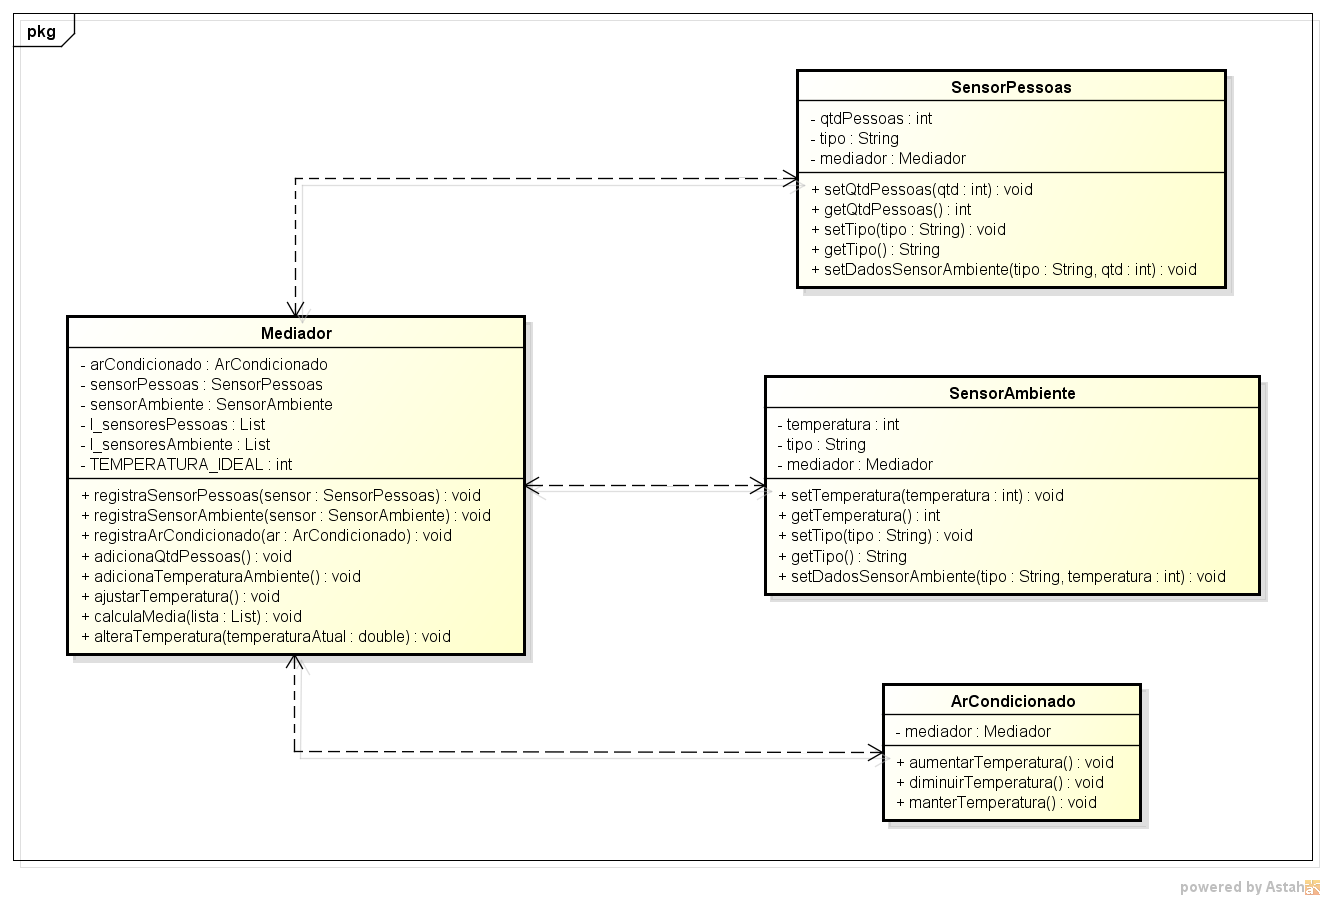 pkg
SensorPessoas
- qtdPessoas : int
- tipo : String
- mediador : Mediador
+ setQtdPessoas(qtd : int) : void
+ getQtdPessoas() : int
+ setTipo(tipo : String) : void
+ getTipo() : String
+ setDadosSensorAmbiente(tipo : String, qtd : int) : void
Mediador
- arCondicionado : ArCondicionado
- sensorPessoas : SensorPessoas
- sensorAmbiente : SensorAmbiente
- l_sensoresPessoas : List
- l_sensoresAmbiente : List
- TEMPERATURA_IDEAL : int
+ registraSensorPessoas(sensor : SensorPessoas) : void
+ registraSensorAmbiente(sensor : SensorAmbiente) : void
+ registraArCondicionado(ar : ArCondicionado) : void
+ adicionaQtdPessoas() : void
+ adicionaTemperaturaAmbiente() : void
+ ajustarTemperatura() : void
+ calculaMedia(lista : List) : void
+ alteraTemperatura(temperaturaAtual : double) : void
SensorAmbiente
- temperatura : int
- tipo : String
- mediador : Mediador
+ setTemperatura(temperatura : int) : void
+ getTemperatura() : int
+ setTipo(tipo : String) : void
+ getTipo() : String
+ setDadosSensorAmbiente(tipo : String, temperatura : int) : void
ArCondicionado
- mediador : Mediador
+ aumentarTemperatura() : void
+ diminuirTemperatura() : void
+ manterTemperatura() : void
powered by Astah